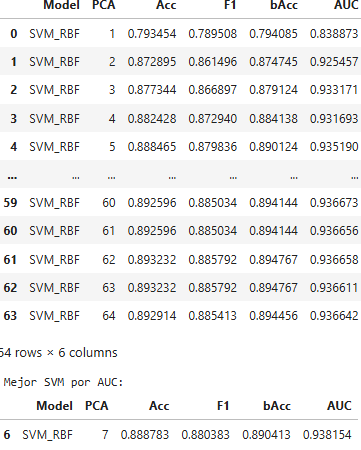 Model PCA Acc F1 bAcc AUC
0 SVM_RBF 1 0.793454 0.789508 0.794085 0.838873
1 SVM_RBF 2 0.872895 0.861496 0.874745 0.925457
2 SVM_RBF 3 0.877344 0.866897 0.879124 0.933171
3 SVM_RBF 4 0.882428 0.872940 0.884138 0.931693
4 SVM_RBF 5 0.888465 0.879836 0.890124 0.935190
... ... ... ... ... ... ...
59 SVM_RBF 60 0.892596 0.885034 0.894144 0.936673
60 SVM_RBF 61 0.892596 0.885034 0.894144 0.936656
61 SVM_RBF 62 0.893232 0.885792 0.894767 0.936658
62 SVM_RBF 63 0.893232 0.885792 0.894767 0.936611
63 SVM_RBF 64 0.892914 0.885413 0.894456 0.936642
64 rows × 6 columns
Mejor SVM por AUC:
Model PCA Acc F1 bAcc AUC
6 SVM_RBF 7 0.888783 0.880383 0.890413 0.938154